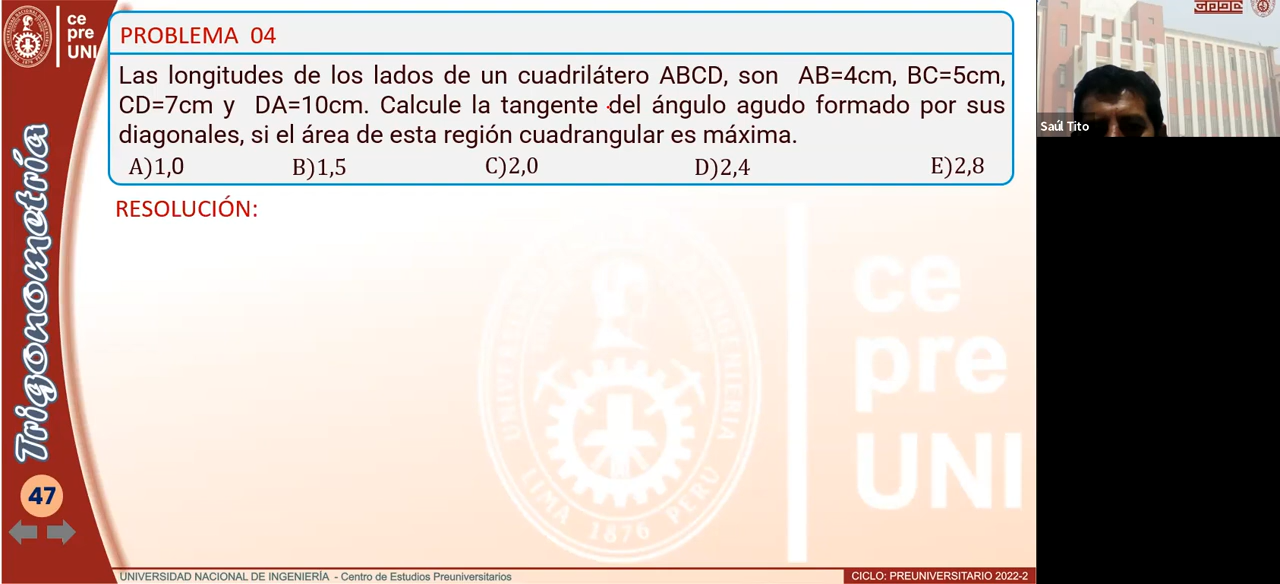 ce
pre
UNI
PROBLEMA 04
Las longitudes de los lados de un cuadrilátero ABCD, son AB=4cm, BC=5cm,
CD=7cm y DA=10cm. Calcule la tangente del ángulo agudo formado por sus
diagonales, si el área de esta región cuadrangular es máxima.
A)1,0 B)1,5 C)2,0 D)2,4 E)2,8
RESOLUCIÓN:
Saúl Tito
Trigonometría
47
ce
pre
UNI
LIMA 1876 PERU
UNIVERSIDAD NACIONAL DE INGENIERÍA - Centro de Estudios Preuniversitarios
CICLO: PREUNIVERSITARIO 2022-2